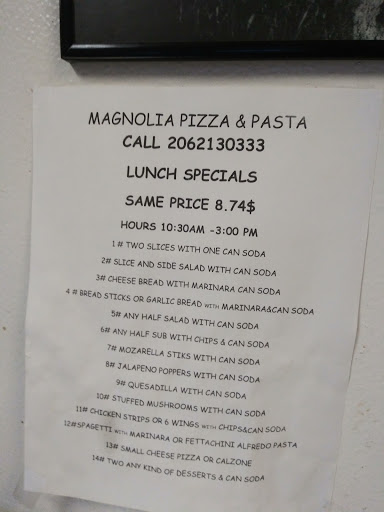 MAGNOLIA PIZZA & PASTA
CALL 2062130333
LUNCH SPECIALS
SAME PRICE 8.74$
HOURS 10:30AM -3:00 PM
1 # TWO SLICES WITH ONE CAN SODA
2# SLICE AND SIDE SALAD WITH CAN SODA
3# CHEESE BREAD WITH MARINARA CAN SODA
4 # BREAD STICKS OR GARLIC BREAD WITH MARINARA&CAN SODA
5# ANY HALF SALAD WITH CAN SODA
6# ANY HALF SUB WITH CHIPS & CAN SODA
7# MOZARELLA STIKS WITH CAN SODA
8# JALAPENO POPPERS WITH CAN SODA
9# QUESADILLA WITH CAN SODA
10# STUFFED MUSHROOMS WITH CAN SODA
11# CHICKEN STRIPS OR 6 WINGS WITH CHIPS&CAN SODA
12#SPAGETTI WITH MARINARA OR FETTACHINI ALFREDO PASTA
13# SMALL CHEESE PIZZA OR CALZONE
14# TWO ANY KIND OF DESSERTS & CAN SODA